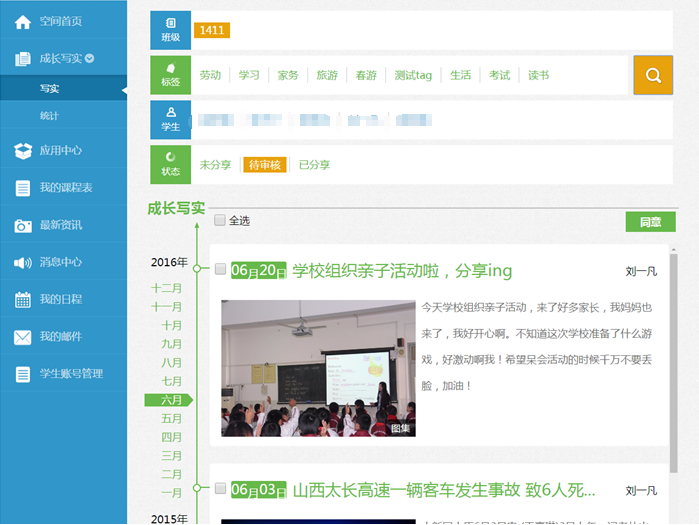 空间首页
成长写实
写实
统计
应用中心
我的课程表
最新资讯
消息中心
我的日程
我的邮件
学生账号管理
班级
1411
标签
劳动 学习 家务 旅游 春游 测试tag 生活 考试 读书
学生
状态
未分享 待审核 已分享
成长写实
全选
同意
2016年
十二月
十一月
十月
九月
八月
七月
六月
五月
四月
三月
二月
一月
2015年
06月20日 学校组织亲子活动啦，分享ing 刘一凡
今天学校组织亲子活动，来了好多家长，我妈妈也
来了，我好开心啊。不知道这次学校准备了什么游
戏，好激动啊我！希望呆会活动的时候千万不要丢
脸，加油！
图集
06月03日 山西太长高速一辆客车发生事故 致6人死... 刘一凡